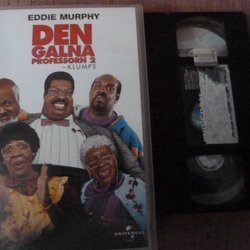 EDDIE MURPHY
DEN
GALNA
PROFESSORN 2
–KLUMPS
UNIVERSAL